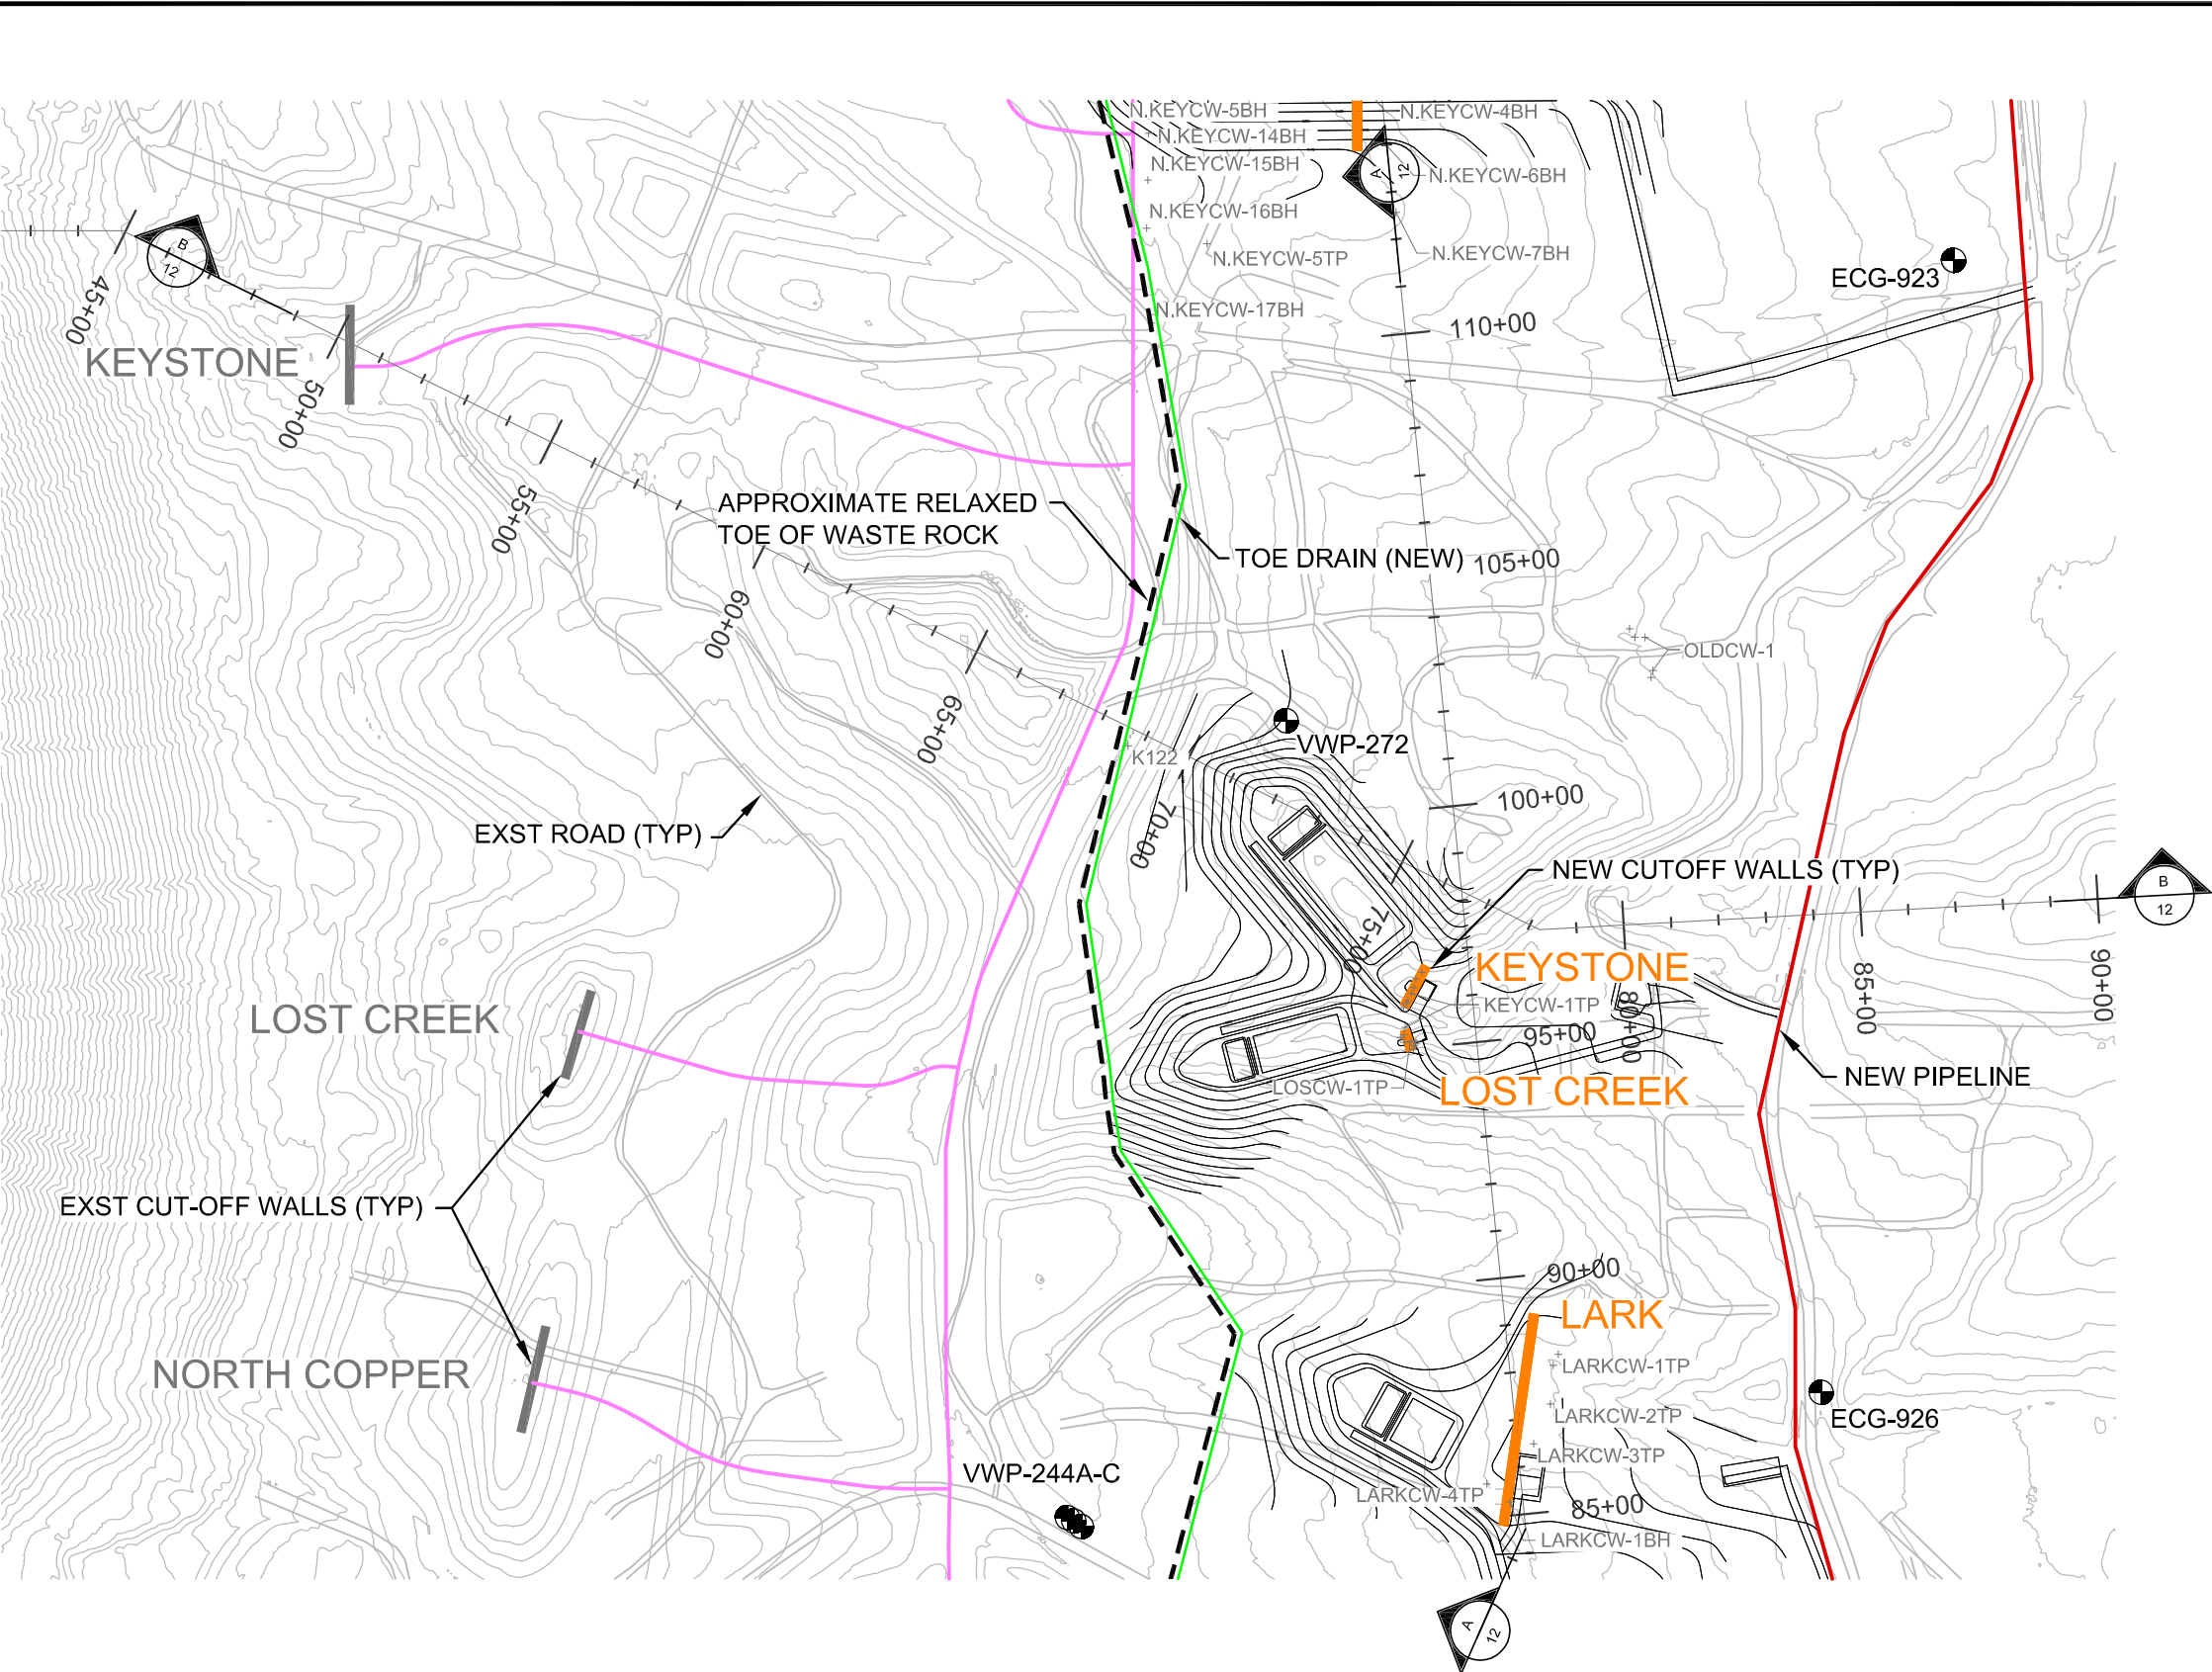 N.KEYCW-5BH
N.KEYCW-4BH
N.KEYCW-14BH
N.KEYCW-15BH
A
12
N.KEYCW-6BH
N.KEYCW-16BH
B
12
N.KEYCW-5TP
N.KEYCW-7BH
ECG-923
45+00
N.KEYCW-17BH
110+00
KEYSTONE
50+00
APPROXIMATE RELAXED
TOE OF WASTE ROCK
55+00
TOE DRAIN (NEW)
105+00
60+00
OLDCW-1
65+00
VWP-272
K122
100+00
70+00
EXST ROAD (TYP)
NEW CUTOFF WALLS (TYP)
B
12
75+00
KEYSTONE
85+00
90+00
KEYCW-1TP
80+00
LOST CREEK
95+00
NEW PIPELINE
LOSCW-1TP
LOST CREEK
EXST CUT-OFF WALLS (TYP)
90+00
LARK
NORTH COPPER
LARKCW-1TP
LARKCW-2TP
ECG-926
LARKCW-3TP
VWP-244A-C
LARKCW-4TP
85+00
LARKCW-1BH
A
12